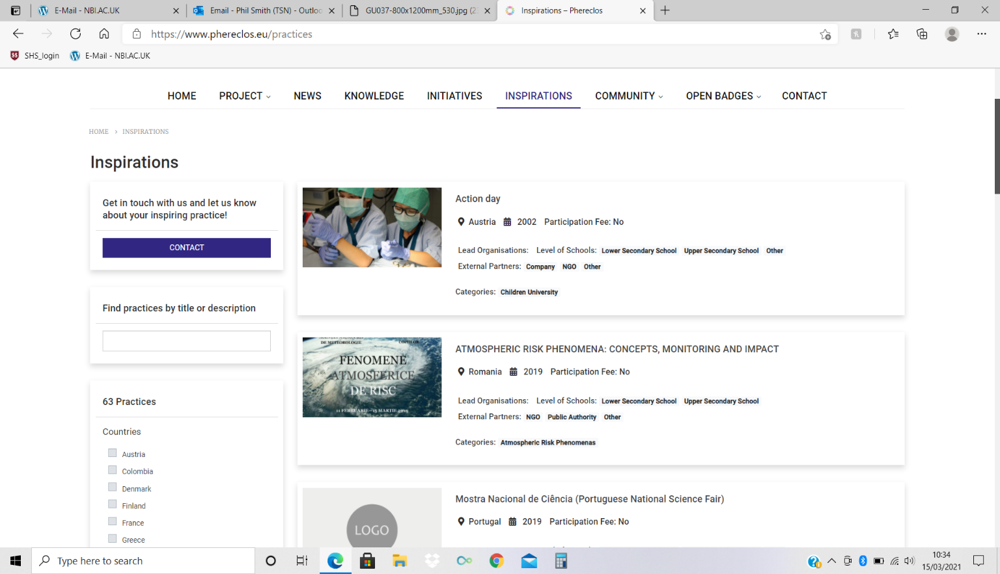 E-Mail - NBI.AC.UK
Email - Phil Smith (TSN) - Outloo
GU037-800x1200mm_530.jpg (23
Inspirations – Phereclos
https://www.phereclos.eu/practices
SHS_login
E-Mail - NBI.AC.UK
HOME PROJECT NEWS KNOWLEDGE INITIATIVES INSPIRATIONS COMMUNITY OPEN BADGES CONTACT
HOME > INSPIRATIONS
Inspirations
Get in touch with us and let us know
about your inspiring practice!
CONTACT
Find practices by title or description
63 Practices
Countries
Austria
Colombia
Denmark
Finland
France
Greece
Action day
Austria 2002 Participation Fee: No
Lead Organisations: Level of Schools: Lower Secondary School Upper Secondary School Other
External Partners: Company NGO Other
Categories: Children University
DE METEOROLOGIE
COPIILOR
FENOMENE
ATMOSFERICE
DE RISC
11 FEBRUARIE – 15 MARTIE 2019
ATMOSPHERIC RISK PHENOMENA: CONCEPTS, MONITORING AND IMPACT
Romania 2019 Participation Fee: No
Lead Organisations: Level of Schools: Lower Secondary School Upper Secondary School
External Partners: NGO Public Authority Other
Categories: Atmospheric Risk Phenomenas
LOGO
Mostra Nacional de Ciência (Portuguese National Science Fair)
Portugal 2019 Participation Fee: No
Type here to search
10:34
15/03/2021